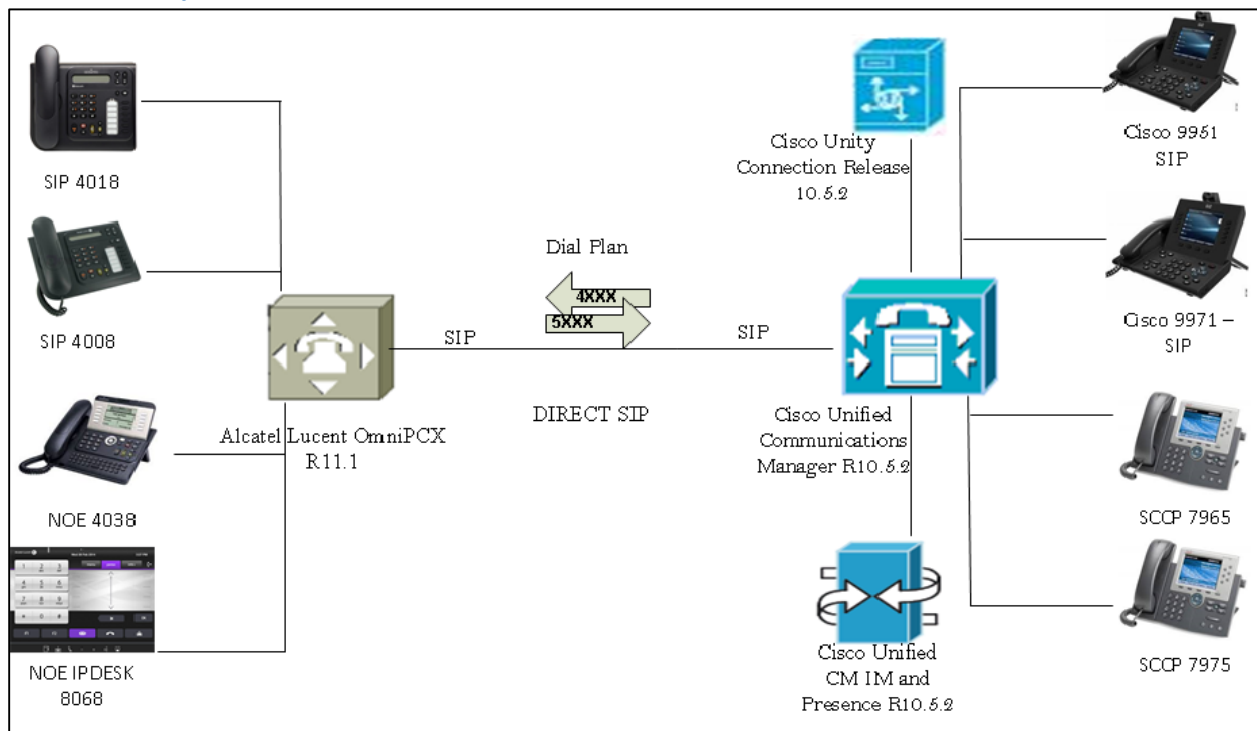 SIP 4018
SIP 4008
NOE 4038
NOE IPDESK
8068
Alcatel Lucent OmniPCX
R11.1
SIP
Dial Plan
4XXX
5XXX
SIP
DIRECT SIP
Cisco Unity
Connection Release
10.5.2
Cisco Unified
Communications
Manager R10.5.2
Cisco Unified
CM IM and
Presence R10.5.2
Cisco 9951
SIP
Cisco 9971 –
SIP
SCCP 7965
SCCP 7975